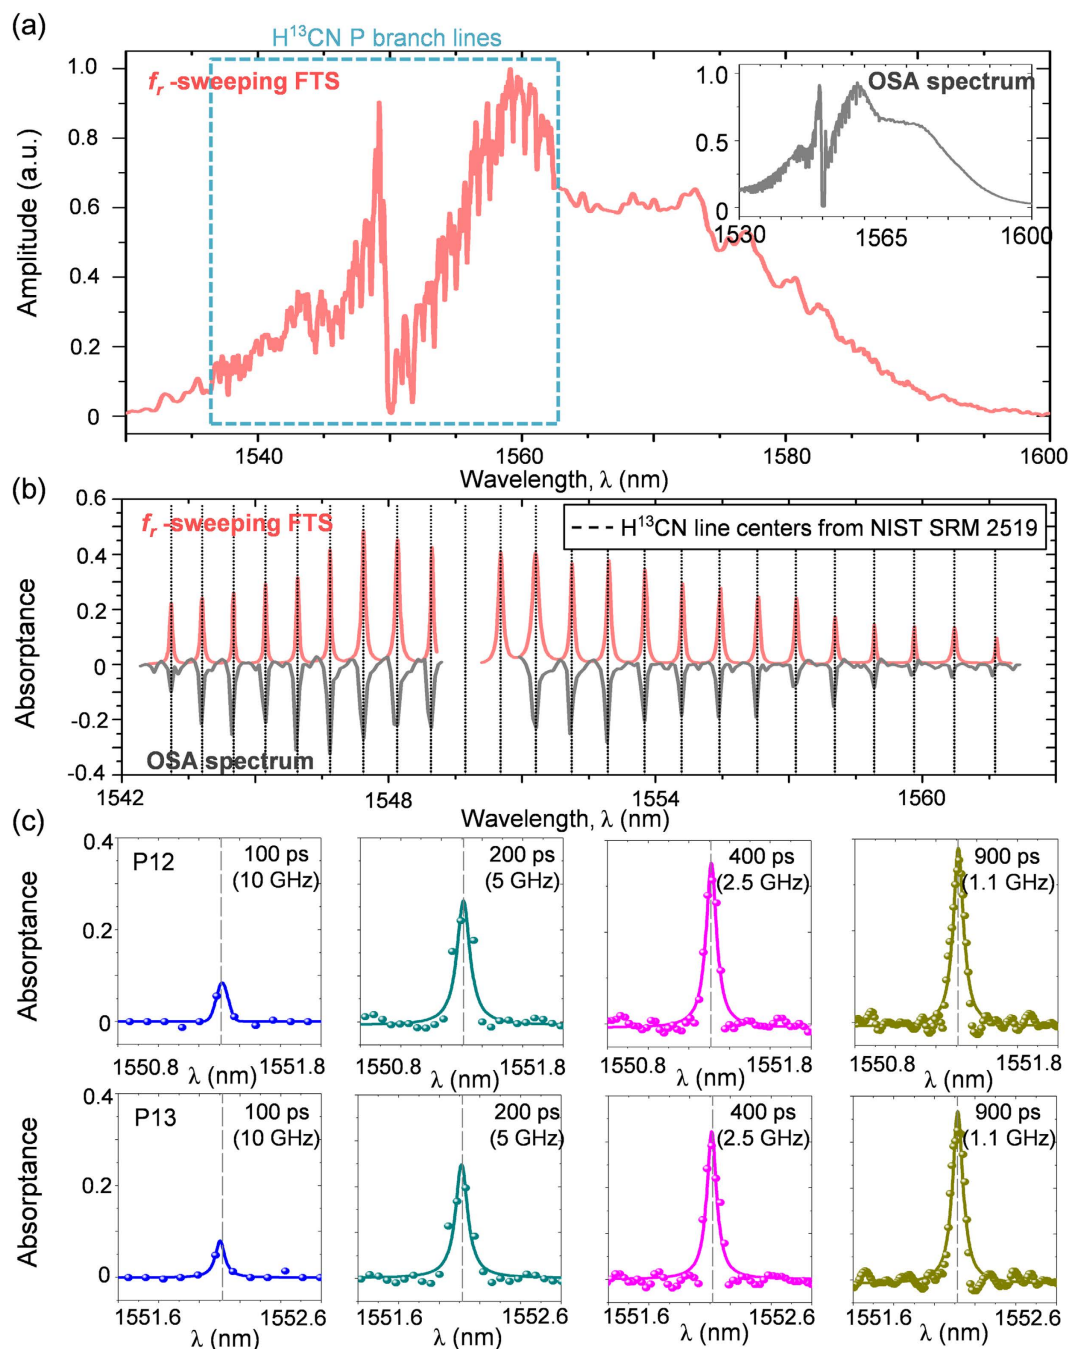 (a)
H¹³CN P branch lines
fᵣ -sweeping FTS
OSA spectrum
1.0
0.5
0
1530
1565
1600
1.0
0.8
0.6
0.4
0.2
0
Amplitude (a.u.)
1540
1560
1580
1600
Wavelength, λ (nm)
(b)
fᵣ -sweeping FTS
H¹³CN line centers from NIST SRM 2519
0.6
0.4
0.2
0
-0.2
-0.4
Absorptance
OSA spectrum
1542
1548
1554
1560
Wavelength, λ (nm)
(c)
P12
100 ps
(10 GHz)
200 ps
(5 GHz)
400 ps
(2.5 GHz)
900 ps
(1.1 GHz)
0.4
0.2
0
Absorptance
1550.8
1551.8
1550.8
1551.8
1550.8
1551.8
1550.8
1551.8
λ (nm)
λ (nm)
λ (nm)
λ (nm)
P13
100 ps
(10 GHz)
200 ps
(5 GHz)
400 ps
(2.5 GHz)
900 ps
(1.1 GHz)
0.4
0.2
0
Absorptance
1551.6
1552.6
1551.6
1552.6
1551.6
1552.6
1551.6
1552.6
λ (nm)
λ (nm)
λ (nm)
λ (nm)